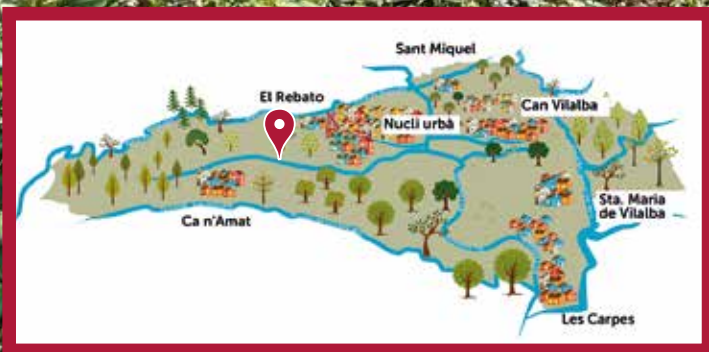 Sant Miquel
El Rebato
Can Vilalba
Nucli urbà
Sta. Maria
de Vilalba
Ca n'Amat
Les Carpes